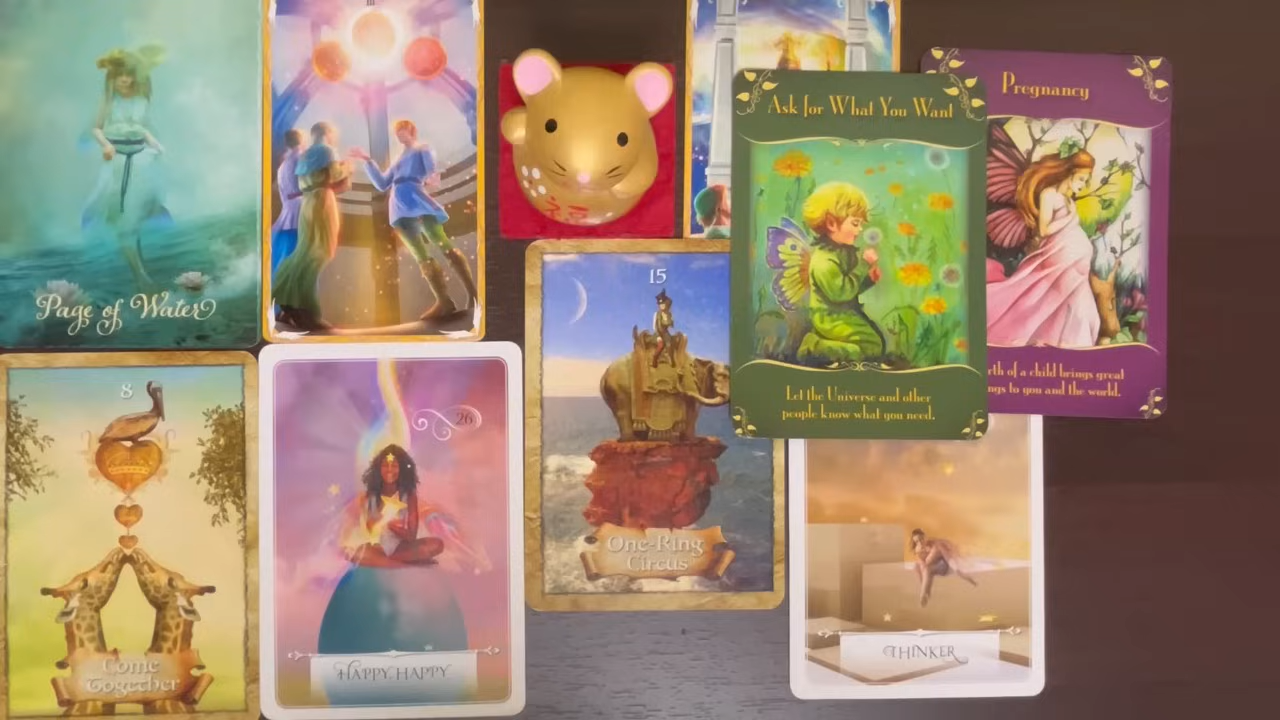 Page of Water
III
Ask for What You Want
Let the Universe and other
people know what you need.
Pregnancy
rth of a child brings great
ngs to you and the world.
8
Come
Together
26
HAPPY, HAPPY
15
One-Ring
Circus
THINKER